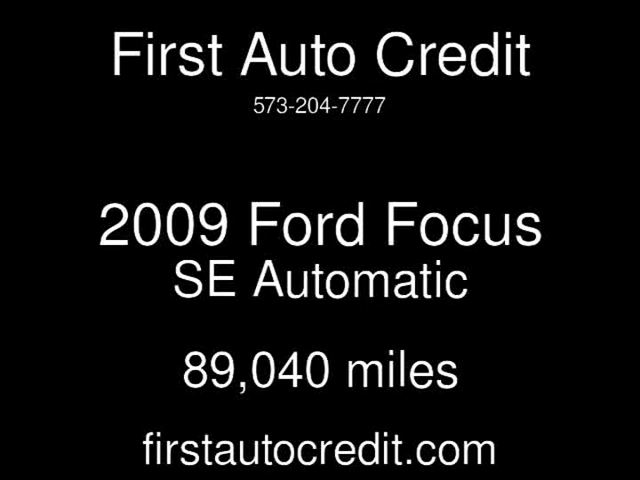 First Auto Credit
573-204-7777
2009 Ford Focus
SE Automatic
89,040 miles
firstautocredit.com